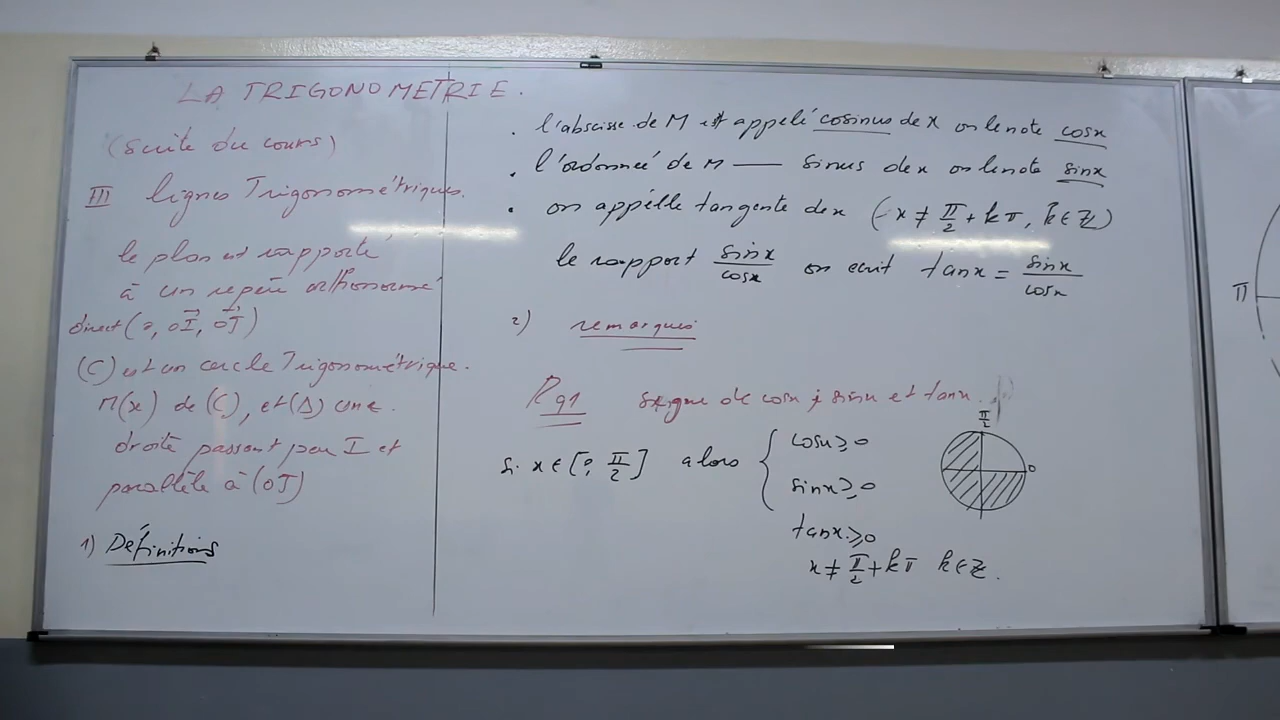 LA TRIGONOMETRIE.
(Suite du cours)
III lignes Trigonométriques.
le plan est rapporté
à un repère orthonormé
direct (o, OI, OJ)
(C) est un cercle Trigonométrique.
M(x) de (C), et (Δ) une
droite passant par I et
parallèle à (OJ)
1) Définitions
. l'abscisse de M est appelé cosinus de x on le note cosx
. l'ordonnée de M — sinus de x on le note sinx
. on appélle tangente de x (x ≠ π/2 + kπ, k ∈ Z)
le rapport sinx/cosx on ecrit tanx = sinx/cosx
2) remarques
Rq1 signe de cosx ; sinx et tanx.
Si x ∈ [0, π/2] alors { cosx ≥ 0
sinx ≥ 0
tanx ≥ 0
x ≠ π/2 + kπ k ∈ Z.
π/2
0
π